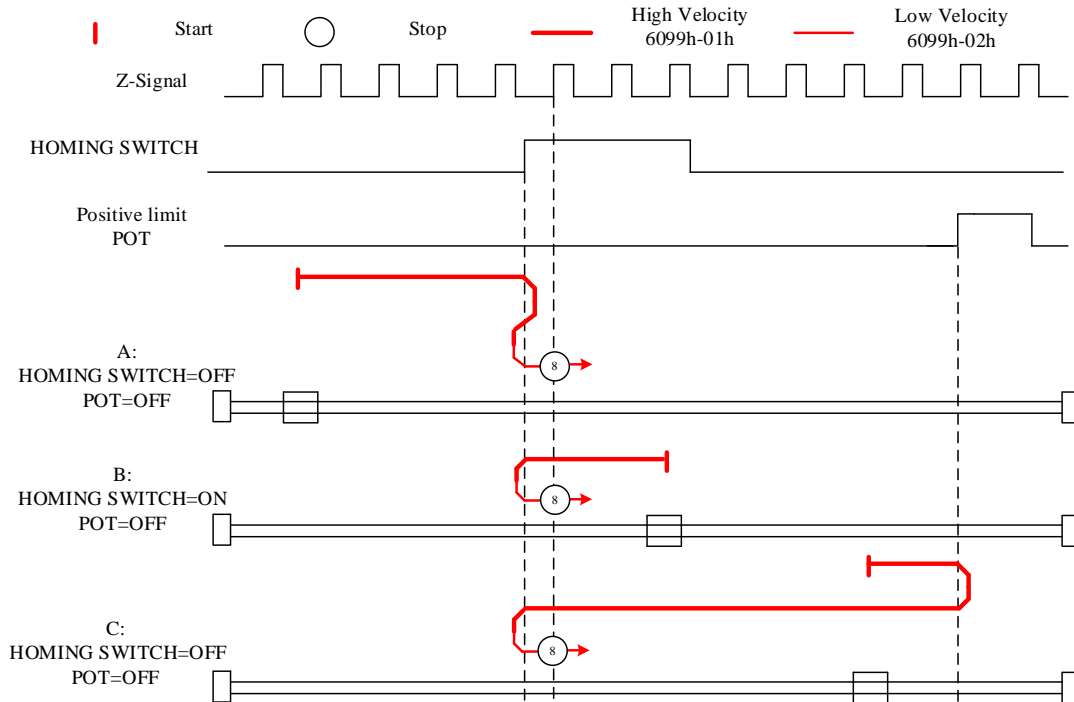 Start
Stop
High Velocity
6099h-01h
Low Velocity
6099h-02h
Z-Signal
HOMING SWITCH
Positive limit
POT
A:
HOMING SWITCH=OFF
POT=OFF
8
B:
HOMING SWITCH=ON
POT=OFF
8
C:
HOMING SWITCH=OFF
POT=OFF
8